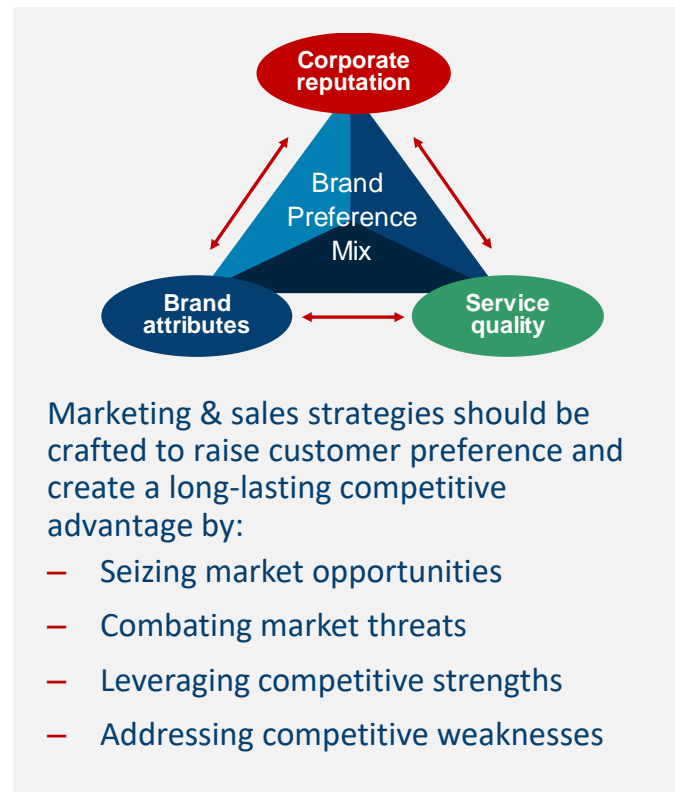 Corporate
reputation
Brand
Preference
Mix
Brand
attributes
Service
quality
Marketing & sales strategies should be
crafted to raise customer preference and
create a long-lasting competitive
advantage by:
– Seizing market opportunities
– Combating market threats
– Leveraging competitive strengths
– Addressing competitive weaknesses